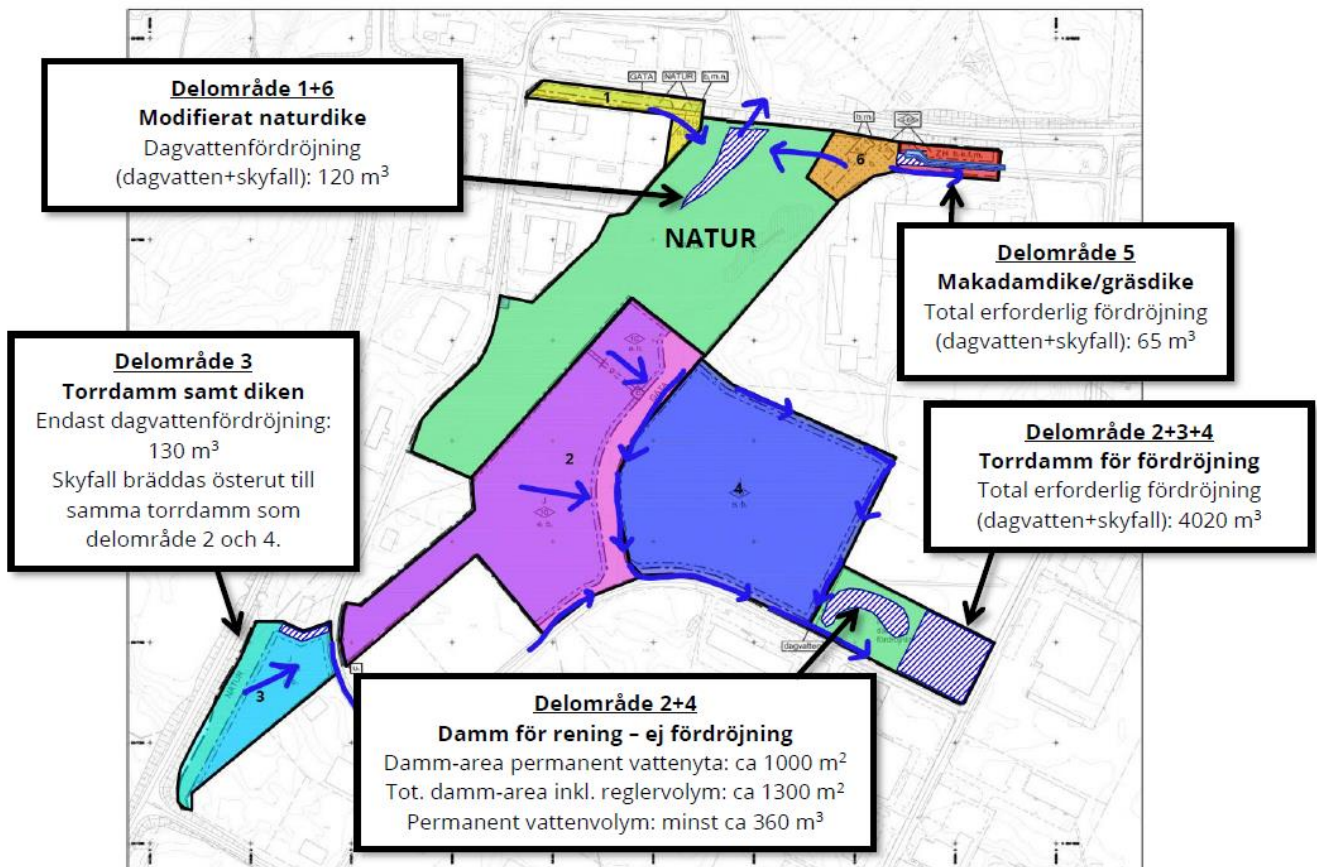 Delområde 1+6
Modifierat naturdike
Dagvattenfördröjning
(dagvatten+skyfall): 120 m³
GATA
NATUR
b.m.a.
1
b.m.
6
NATUR
Delområde 5
Makadamdike/gräsdike
Total erforderlig fördröjning
(dagvatten+skyfall): 65 m³
Delområde 3
Torrdamm samt diken
Endast dagvattenfördröjning:
130 m³
Skyfall bräddas österut till
samma torrdamm som
delområde 2 och 4.
GATA
2
4
Delområde 2+3+4
Torrdamm för fördröjning
Total erforderlig fördröjning
(dagvatten+skyfall): 4020 m³
NATUR
3
Delområde 2+4
Damm för rening – ej fördröjning
Damm-area permanent vattenyta: ca 1000 m²
Tot. damm-area inkl. reglervolym: ca 1300 m²
Permanent vattenvolym: minst ca 360 m³